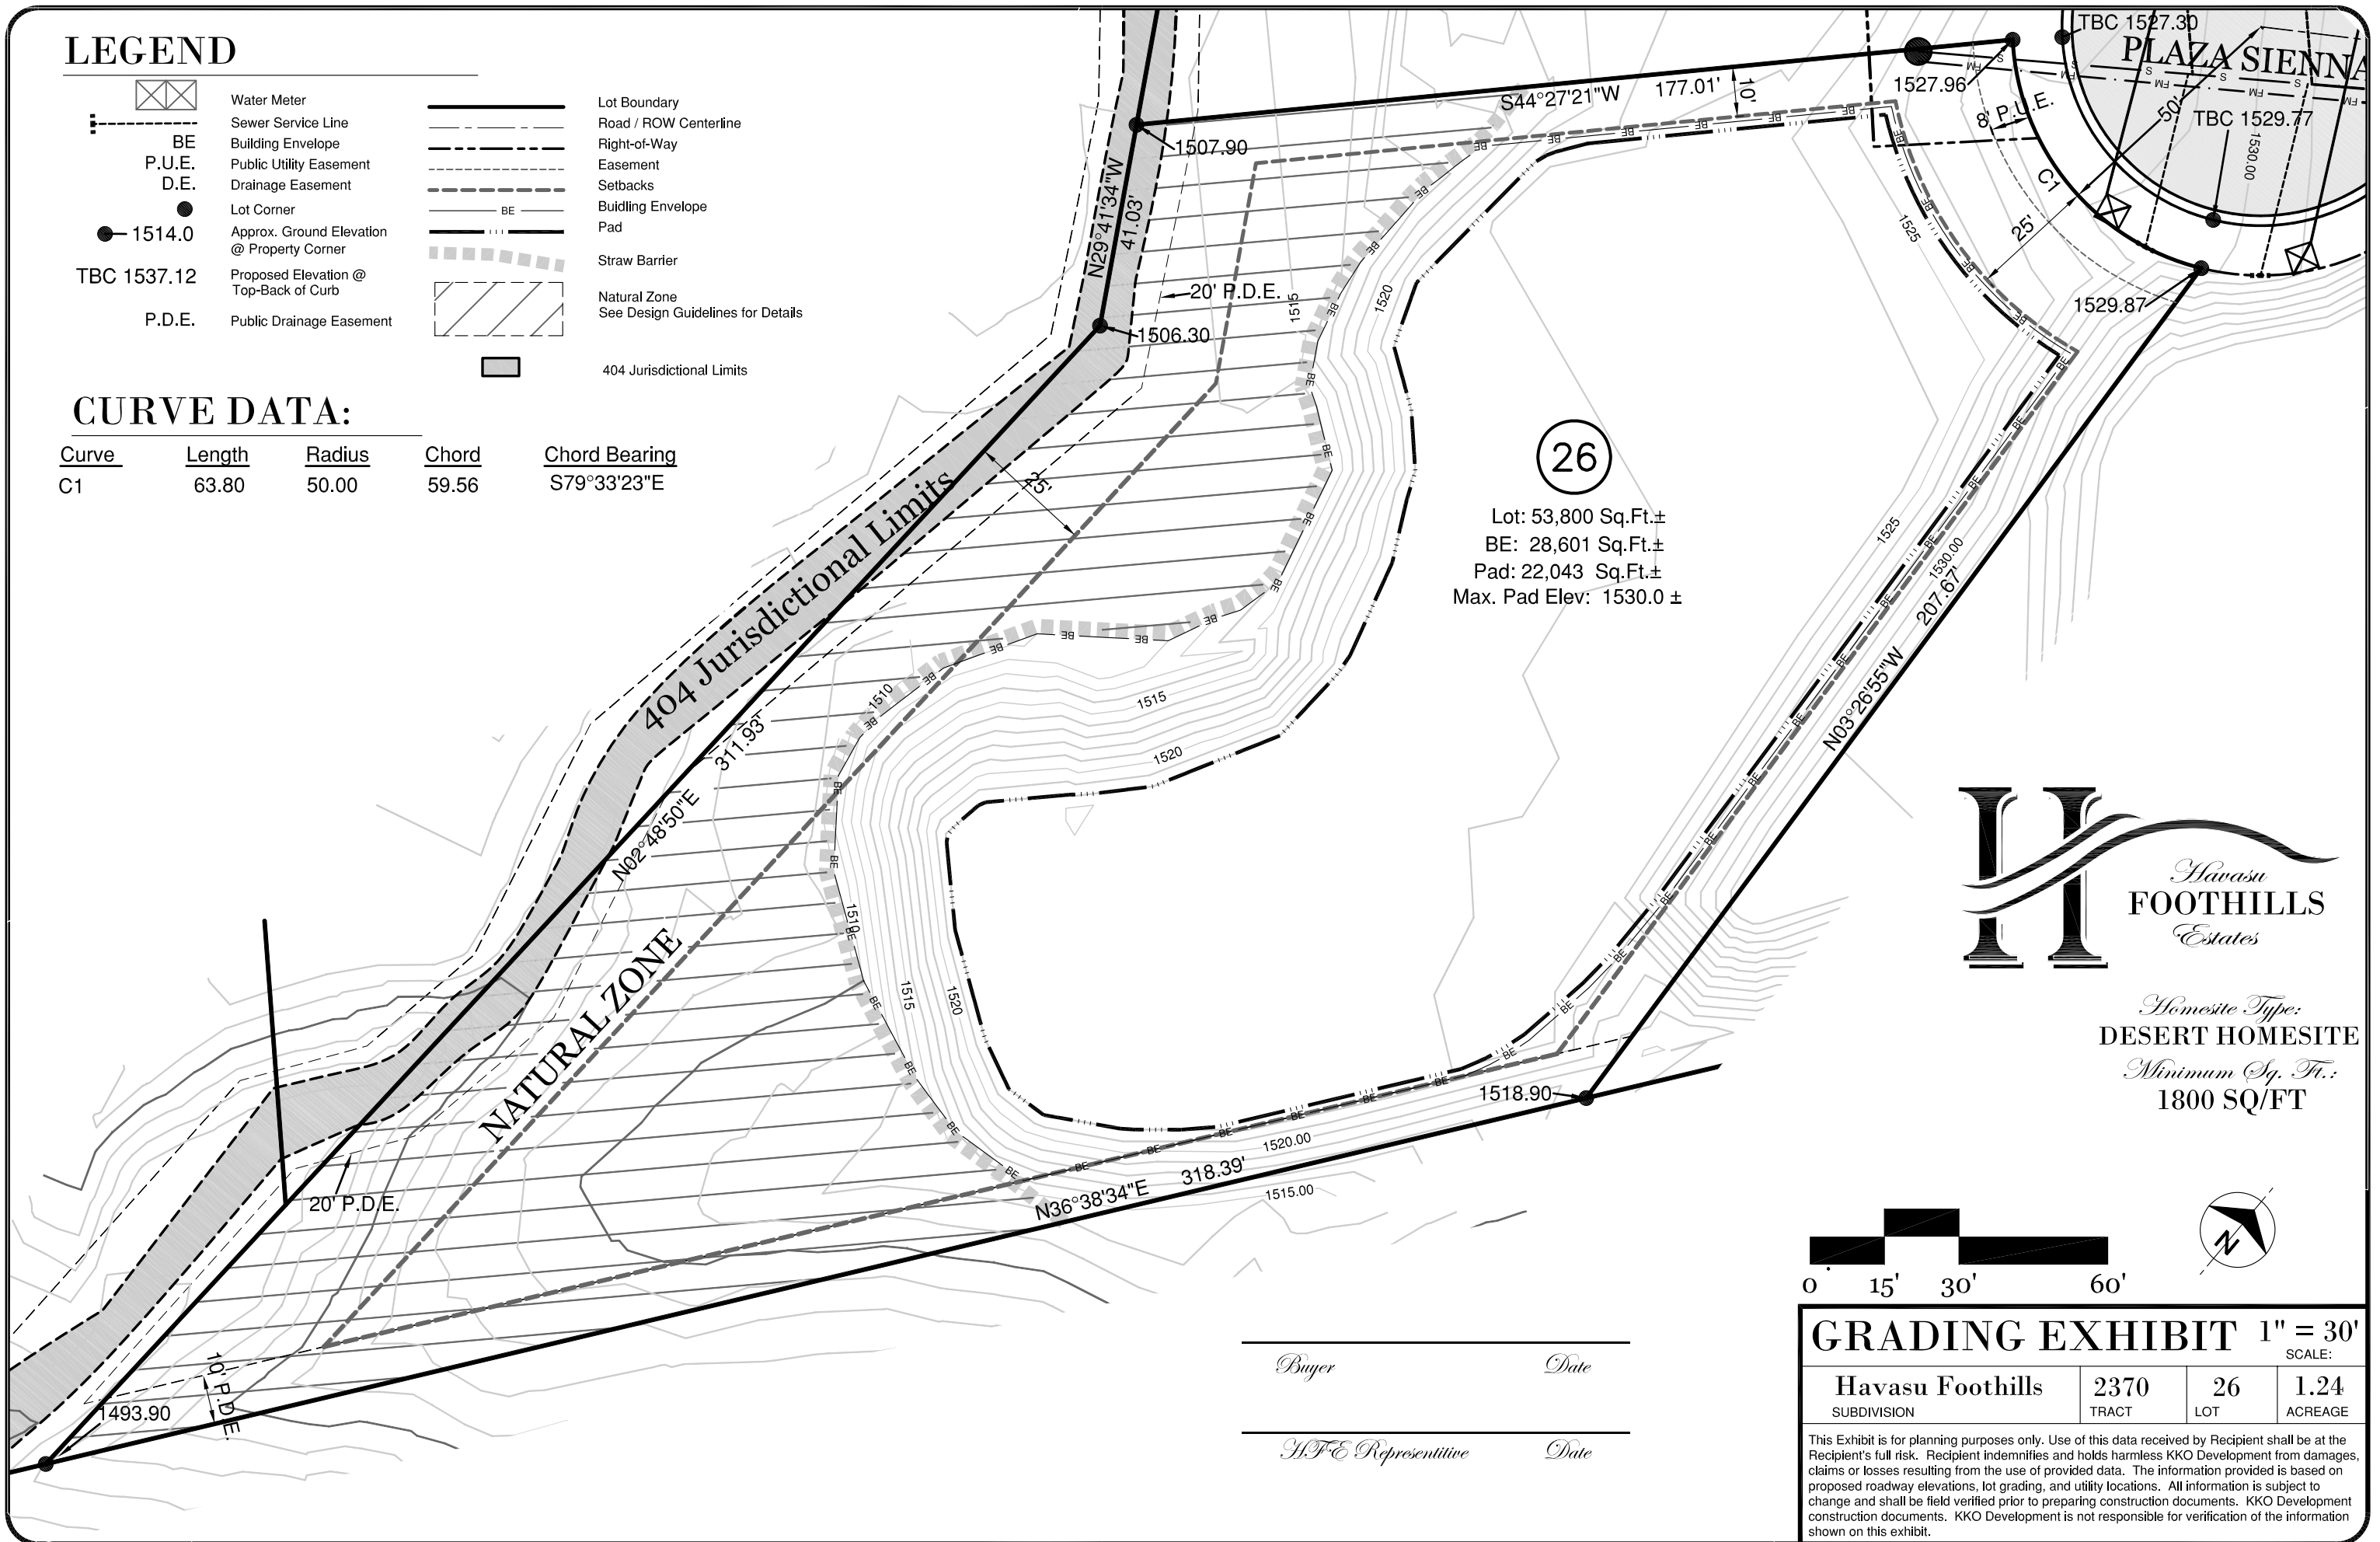 LEGEND
Water Meter
Sewer Service Line
BE Building Envelope
P.U.E. Public Utility Easement
D.E. Drainage Easement
Lot Corner
1514.0 Approx. Ground Elevation
@ Property Corner
TBC 1537.12 Proposed Elevation @
Top-Back of Curb
P.D.E. Public Drainage Easement
Lot Boundary
Road / ROW Centerline
Right-of-Way
Easement
Setbacks
BE Buidling Envelope
Pad
Straw Barrier
Natural Zone
See Design Guidelines for Details
404 Jurisdictional Limits
CURVE DATA:
Curve Length Radius Chord Chord Bearing
C1 63.80 50.00 59.56 S79°33'23"E
TBC 1527.30
PLAZA SIENNA
S44°27'21"W 177.01'
10'
1527.96
8' P.U.E.
50'
TBC 1529.77
1530.00
C1
25'
1529.87
1507.90
N29°41'34"W
41.03'
20' P.D.E.
1506.30
1515
1520
1525
25'
404 Jurisdictional Limits
26
Lot: 53,800 Sq.Ft.±
BE: 28,601 Sq.Ft.±
Pad: 22,043 Sq.Ft.±
Max. Pad Elev: 1530.0 ±
1525
1530.00
207.67'
N03°26'55"W
311.93'
N02°48'50"E
1510
1515
1520
1510
1515
1520
NATURAL ZONE
20' P.D.E.
1518.90
1520.00
N36°38'34"E 318.39'
1515.00
10' P.D.E.
1493.90
H
Havasu
FOOTHILLS
Estates
Homesite Type:
DESERT HOMESITE
Minimum Sq. Ft.:
1800 SQ/FT
N
0 15' 30' 60'
Buyer Date
HFE Representitive Date
GRADING EXHIBIT 1" = 30'
SCALE:
Havasu Foothills 2370 26 1.24
SUBDIVISION TRACT LOT ACREAGE
This Exhibit is for planning purposes only. Use of this data received by Recipient shall be at the
Recipient's full risk. Recipient indemnifies and holds harmless KKO Development from damages,
claims or losses resulting from the use of provided data. The information provided is based on
proposed roadway elevations, lot grading, and utility locations. All information is subject to
change and shall be field verified prior to preparing construction documents. KKO Development
construction documents. KKO Development is not responsible for verification of the information
shown on this exhibit.